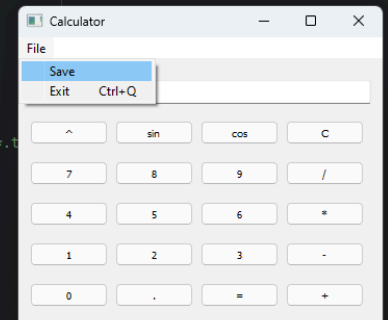 Calculator
File
Save
Exit Ctrl+Q
^ sin cos C
7 8 9 /
4 5 6 *
1 2 3 -
0 . = +